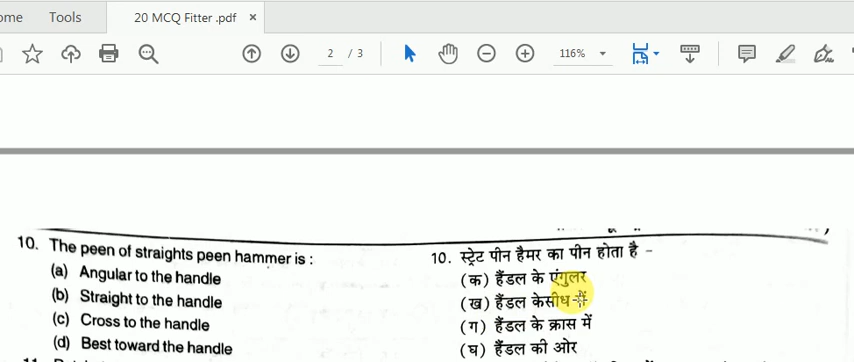 ome Tools 20 MCQ Fitter .pdf ×
2 / 3 116%
10. The peen of straights peen hammer is :
(a) Angular to the handle
(b) Straight to the handle
(c) Cross to the handle
(d) Best toward the handle
10. स्ट्रेट पीन हैमर का पीन होता है –
(क) हैंडल के एंगुलर
(ख) हैंडल केसीध में
(ग) हैंडल के क्रास में
(घ) हैंडल की ओर